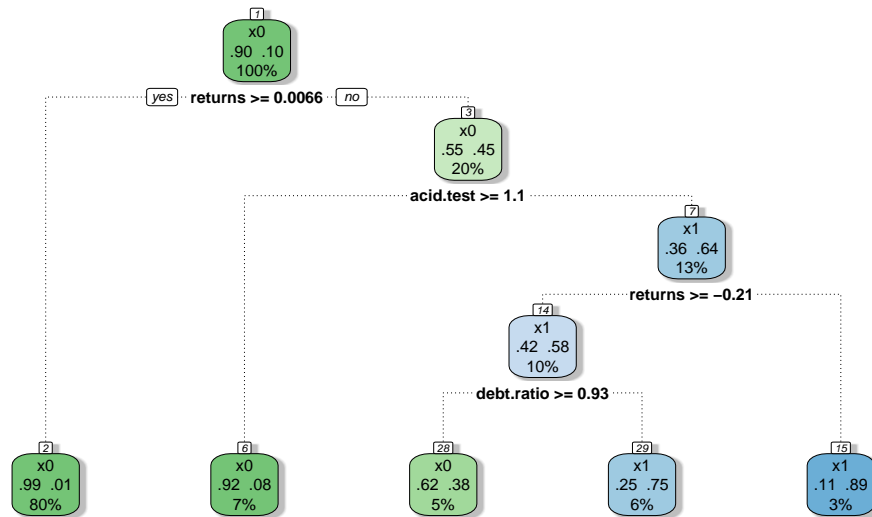 1
x0
.90 .10
100%
yes returns >= 0.0066 no
3
x0
.55 .45
20%
acid.test >= 1.1
7
x1
.36 .64
13%
returns >= −0.21
14
x1
.42 .58
10%
debt.ratio >= 0.93
2
x0
.99 .01
80%
6
x0
.92 .08
7%
28
x0
.62 .38
5%
29
x1
.25 .75
6%
15
x1
.11 .89
3%